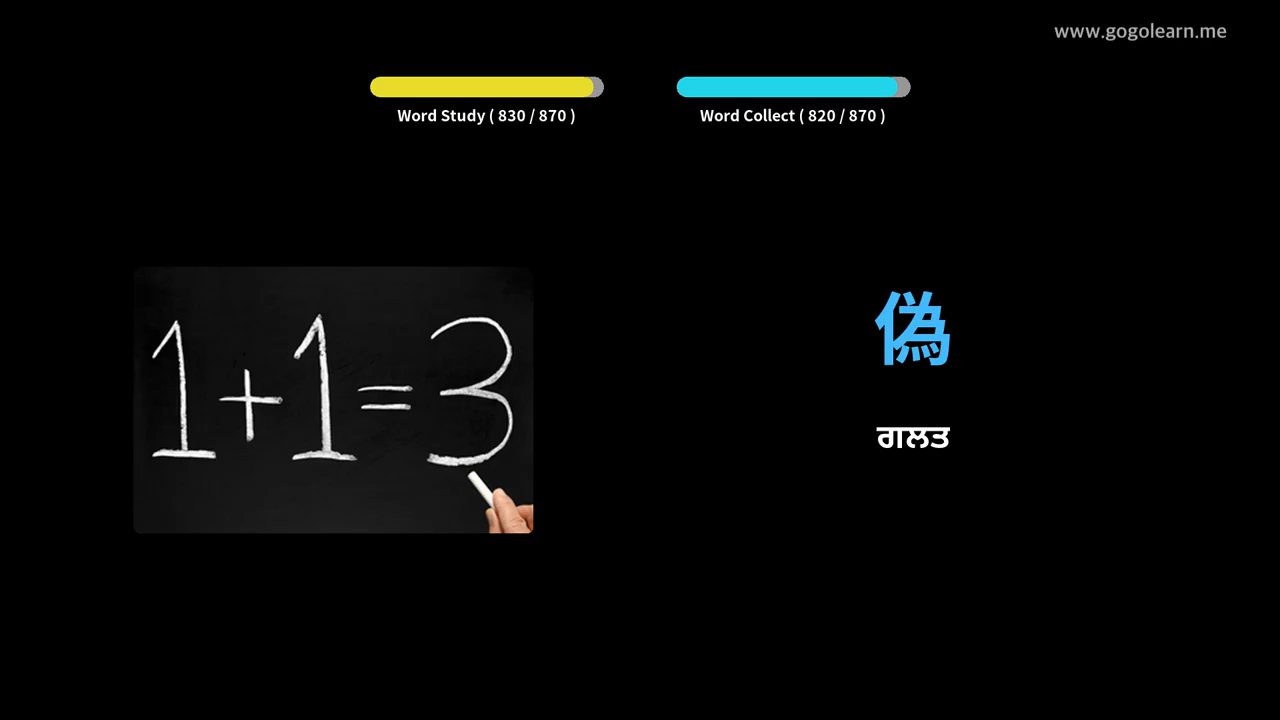 www.gogolearn.me
Word Study ( 830 / 870 )
Word Collect ( 820 / 870 )
1+1=3
偽
ਗਲਤ